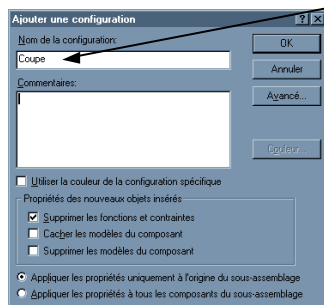 Ajouter une configuration
Nom de la configuration:
OK
Coupe
Annuler
Commentaires:
Avancé...
Couleur...
Utiliser la couleur de la configuration spécifique
Propriétés des nouveaux objets insérés
Supprimer les fonctions et contraintes
Cacher les modèles du composant
Supprimer les modèles du composant
Appliquer les propriétés uniquement à l'origine du sous-assemblage
Appliquer les propriétés à tous les composants du sous-assemblage